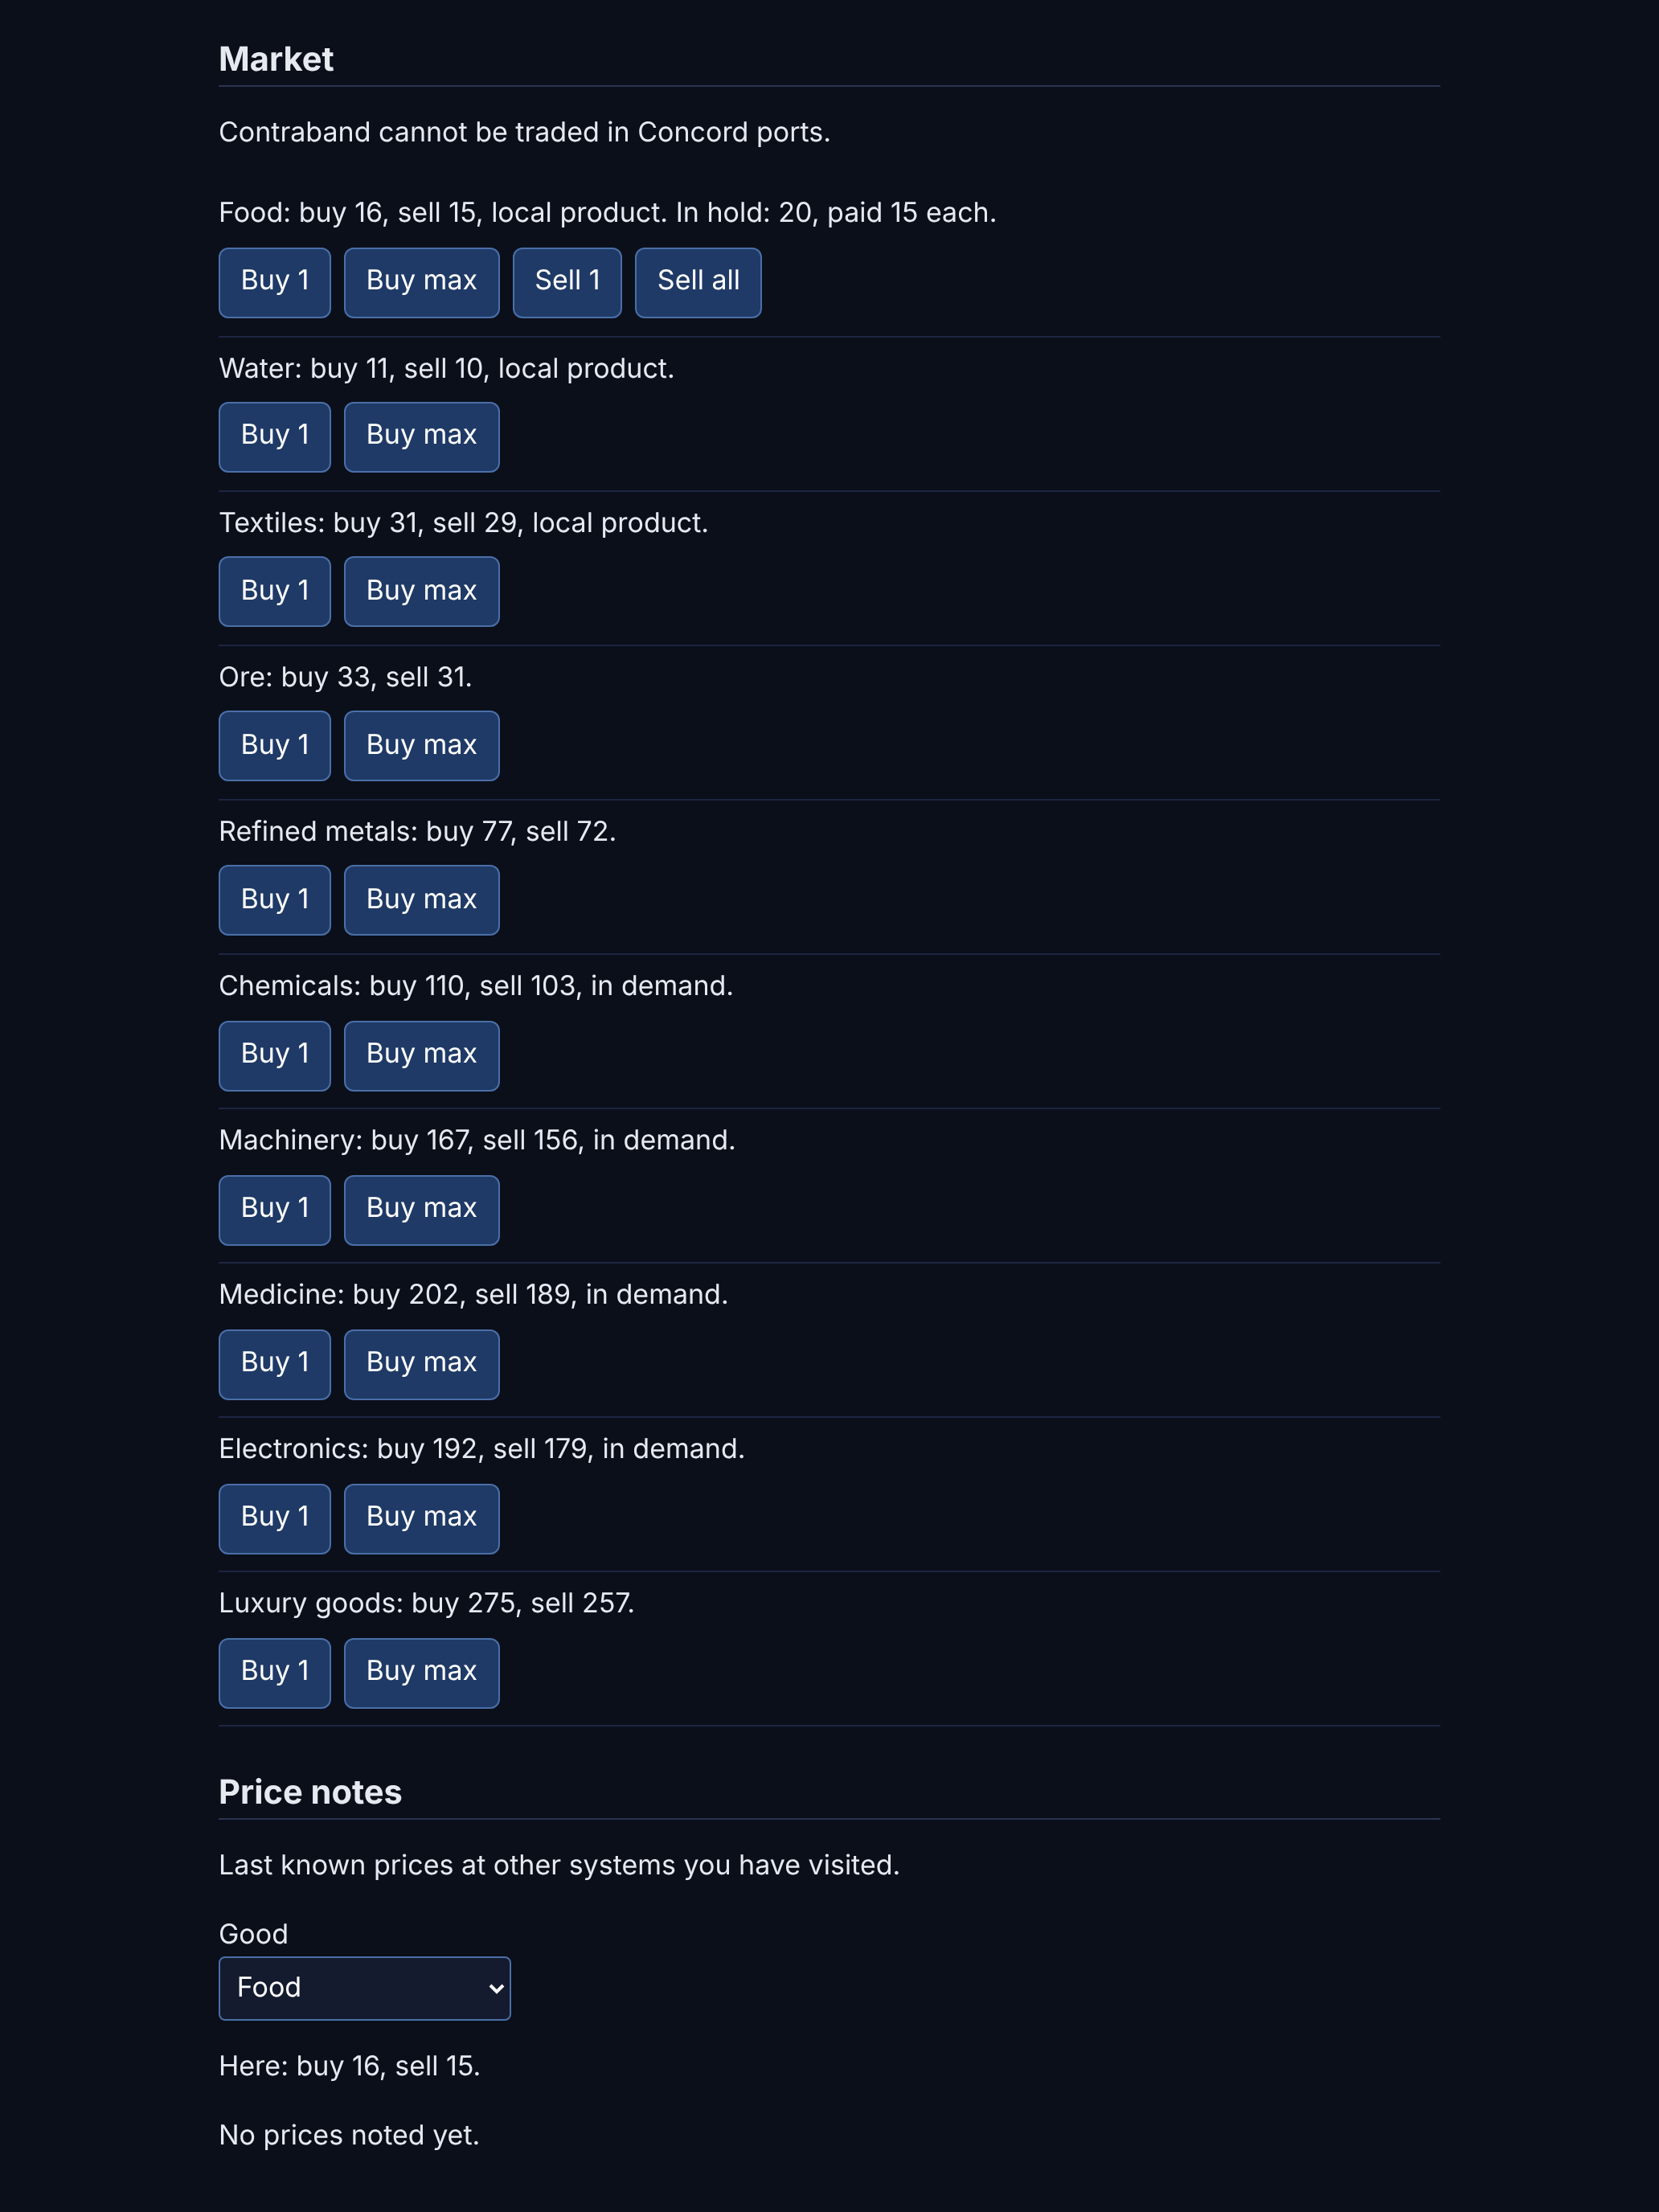 Market
Contraband cannot be traded in Concord ports.
Food: buy 16, sell 15, local product. In hold: 20, paid 15 each.
Buy 1 Buy max Sell 1 Sell all
Water: buy 11, sell 10, local product.
Buy 1 Buy max
Textiles: buy 31, sell 29, local product.
Buy 1 Buy max
Ore: buy 33, sell 31.
Buy 1 Buy max
Refined metals: buy 77, sell 72.
Buy 1 Buy max
Chemicals: buy 110, sell 103, in demand.
Buy 1 Buy max
Machinery: buy 167, sell 156, in demand.
Buy 1 Buy max
Medicine: buy 202, sell 189, in demand.
Buy 1 Buy max
Electronics: buy 192, sell 179, in demand.
Buy 1 Buy max
Luxury goods: buy 275, sell 257.
Buy 1 Buy max
Price notes
Last known prices at other systems you have visited.
Good
Food
Here: buy 16, sell 15.
No prices noted yet.